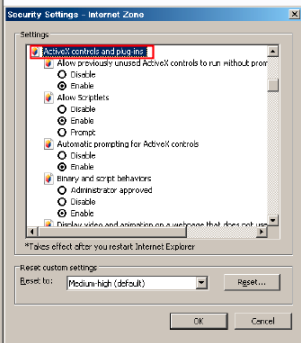 Security Settings - Internet Zone
Settings
ActiveX controls and plug-ins
Allow previously unused ActiveX controls to run without prom
Disable
Enable
Allow Scriptlets
Disable
Enable
Prompt
Automatic prompting for ActiveX controls
Disable
Enable
Binary and script behaviors
Administrator approved
Disable
Enable
Display video and animation on a webpage that does not use
*Takes effect after you restart Internet Explorer
Reset custom settings
Reset to:
Medium-high (default)
Reset...
OK
Cancel